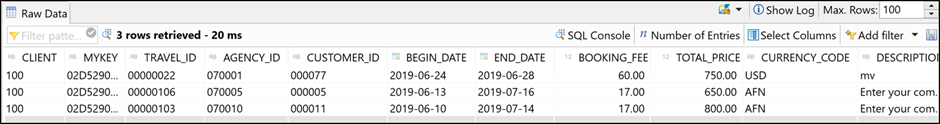 Raw Data Show Log Max. Rows: 100
Filter patte... 3 rows retrieved - 20 ms SQL Console Number of Entries Select Columns Add filter
CLIENT MYKEY TRAVEL_ID AGENCY_ID CUSTOMER_ID BEGIN_DATE END_DATE 12 BOOKING_FEE 12 TOTAL_PRICE CURRENCY_CODE DESCRIPTION
100 02D5290... 00000022 070001 000077 2019-06-24 2019-06-28 60.00 750.00 USD mv
100 02D5290... 00000106 070005 000005 2019-06-13 2019-07-16 17.00 650.00 AFN Enter your com.
100 02D5290... 00000103 070010 000011 2019-06-10 2019-07-14 17.00 800.00 AFN Enter your com.